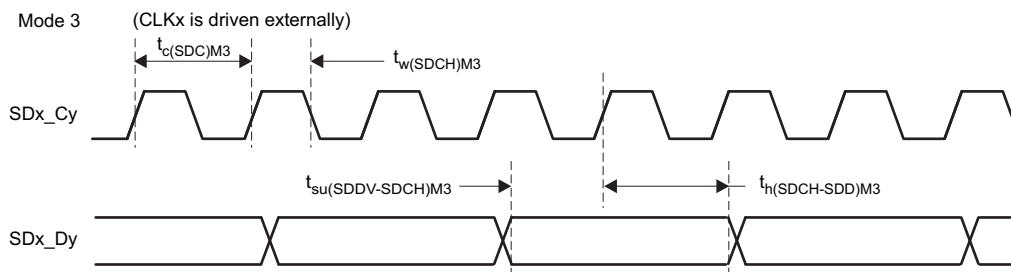 Mode 3 (CLKx is driven externally)
tc(SDC)M3
tw(SDCH)M3
SDx_Cy
tsu(SDDV-SDCH)M3
th(SDCH-SDD)M3
SDx_Dy